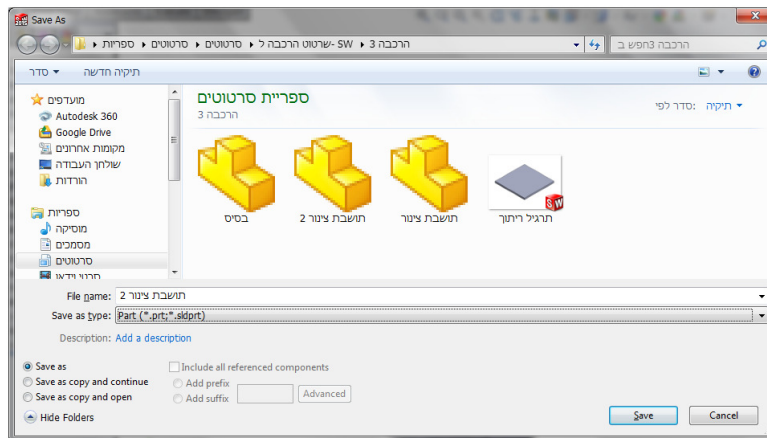 Save As
ספריות ▸ סרטוטים ▸ סרטוטים ▸ שרטוט הרכבה ל- SW ▸ הרכבה 3
חפש ב הרכבה 3
סדר
תיקיה חדשה
מועדפים
Autodesk 360
Google Drive
מקומות אחרונים
שולחן העבודה
הורדות
ספריות
מוסיקה
מסמכים
סרטוטים
סרטי וידאו
ספריית סרטוטים
הרכבה 3
סדר לפי: תיקיה
בסיס
תושבת צינור 2
תושבת צינור
תרגיל ריתוך
File name: תושבת צינור 2
Save as type: Part (*.prt;*.sldprt)
Description: Add a description
Save as
Save as copy and continue
Save as copy and open
Include all referenced components
Add prefix
Add suffix
Advanced
Hide Folders
Save
Cancel